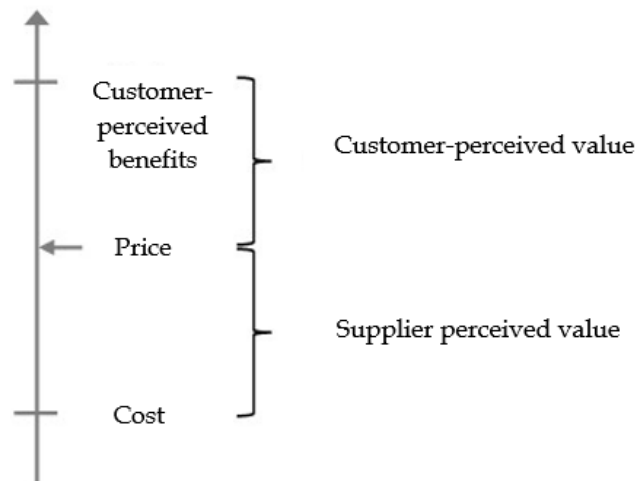 Customer-
perceived
benefits
Customer-perceived value
Price
Supplier perceived value
Cost